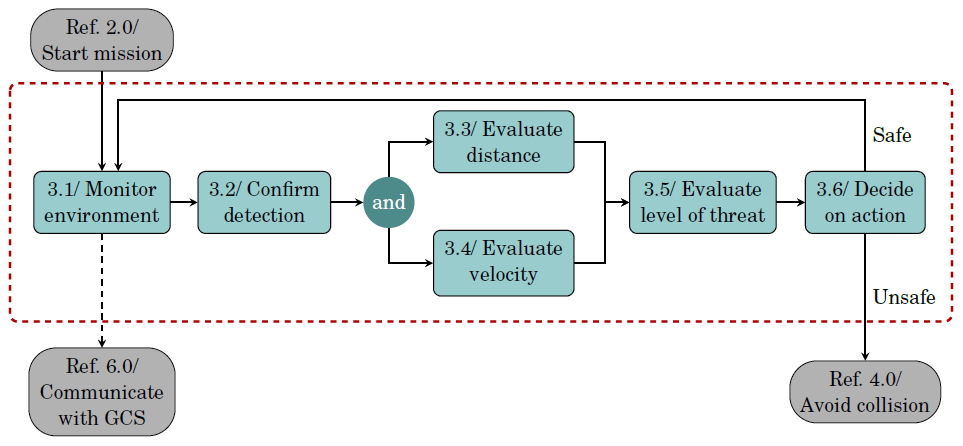 Ref. 2.0/
Start mission
Safe
3.3/ Evaluate
distance
3.1/ Monitor
environment
3.2/ Confirm
detection
and
3.5/ Evaluate
level of threat
3.6/ Decide
on action
3.4/ Evaluate
velocity
Unsafe
Ref. 6.0/
Communicate
with GCS
Ref. 4.0/
Avoid collision